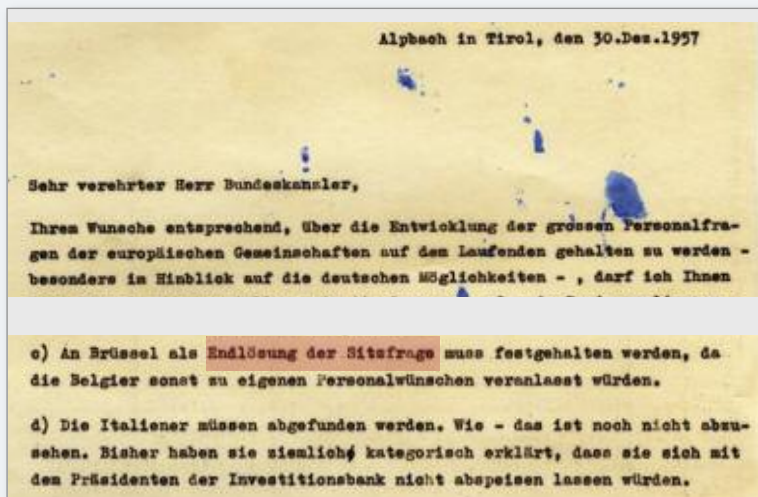 Alpbach in Tirol, den 30.Dez.1957
Sehr verehrter Herr Bundeskanzler,
Ihrem Wunsche entsprechend, über die Entwicklung der grossen Personalfra-
gen der europäischen Gemeinschaften auf dem Laufenden gehalten zu werden -
besonders im Hinblick auf die deutschen Möglichkeiten - , darf ich Ihnen
c) An Brüssel als Endlösung der Sitzfrage muss festgehalten werden, da
die Belgier sonst zu eigenen Personalwünschen veranlasst würden.
d) Die Italiener müssen abgefunden werden. Wie - das ist noch nicht abzu-
sehen. Bisher haben sie ziemlich kategorisch erklärt, dass sie sich mit
dem Präsidenten der Investitionsbank nicht abspeisen lassen würden.